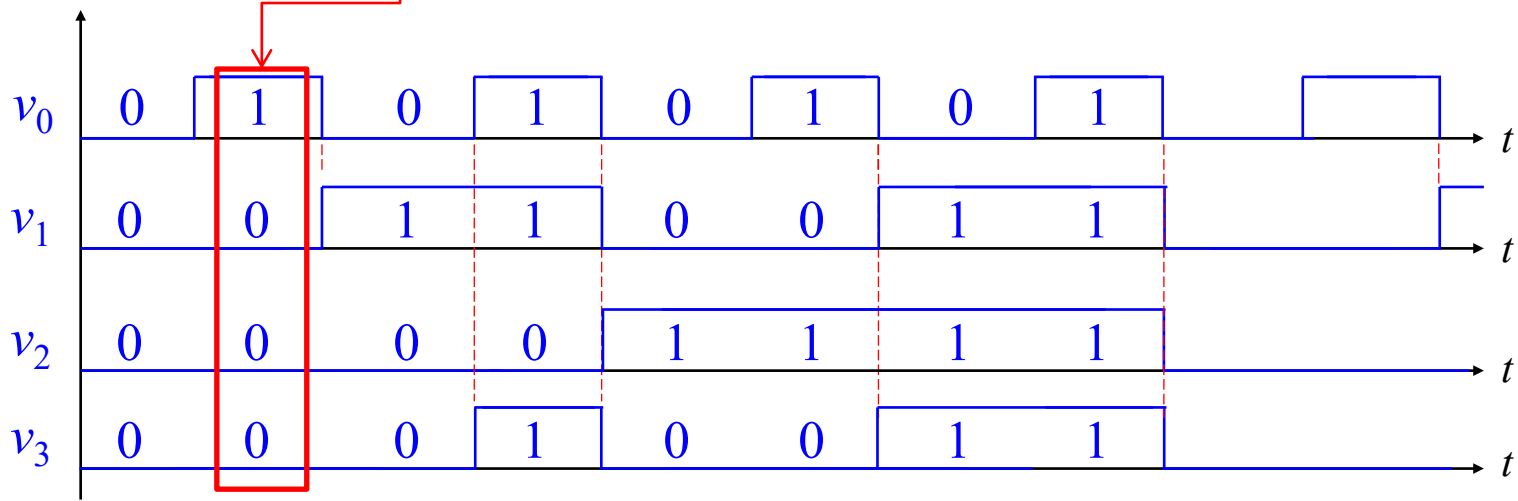 v₀ 0 1 0 1 0 1 0 1 t
v₁ 0 0 1 1 0 0 1 1 t
v₂ 0 0 0 0 1 1 1 1 t
v₃ 0 0 0 1 0 0 1 1 t